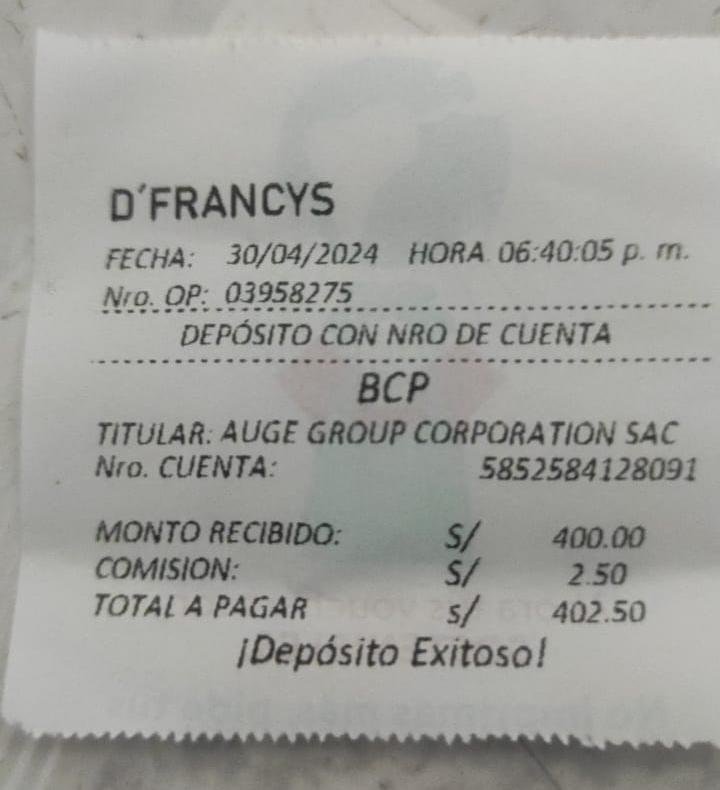 D'FRANCYS
FECHA: 30/04/2024 HORA 06:40:05 p. m.
Nro. OP: 03958275
DEPÓSITO CON NRO DE CUENTA
BCP
TITULAR: AUGE GROUP CORPORATION SAC
Nro. CUENTA: 5852584128091
MONTO RECIBIDO: S/ 400.00
COMISION: S/ 2.50
TOTAL A PAGAR s/ 402.50
¡Depósito Exitoso!